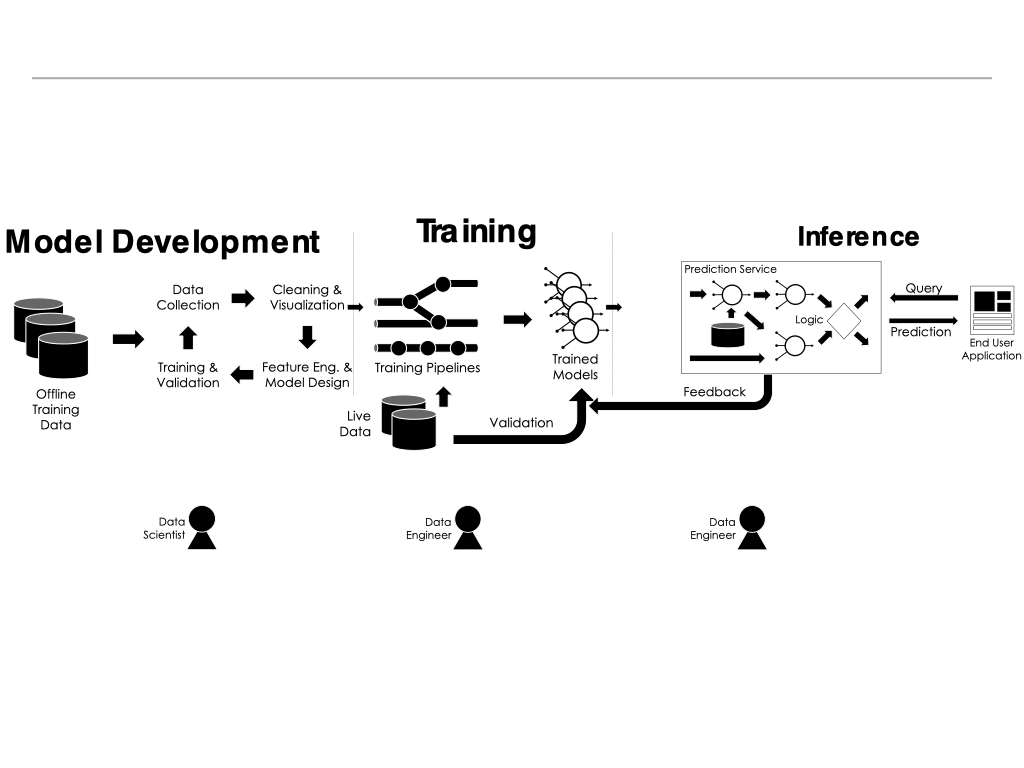 Model Development
Training
Inference
Data
Collection
Cleaning &
Visualization
Training &
Validation
Feature Eng. &
Model Design
Offline
Training
Data
Training Pipelines
Trained
Models
Live
Data
Validation
Prediction Service
Logic
Feedback
Query
Prediction
End User
Application
Data
Scientist
Data
Engineer
Data
Engineer